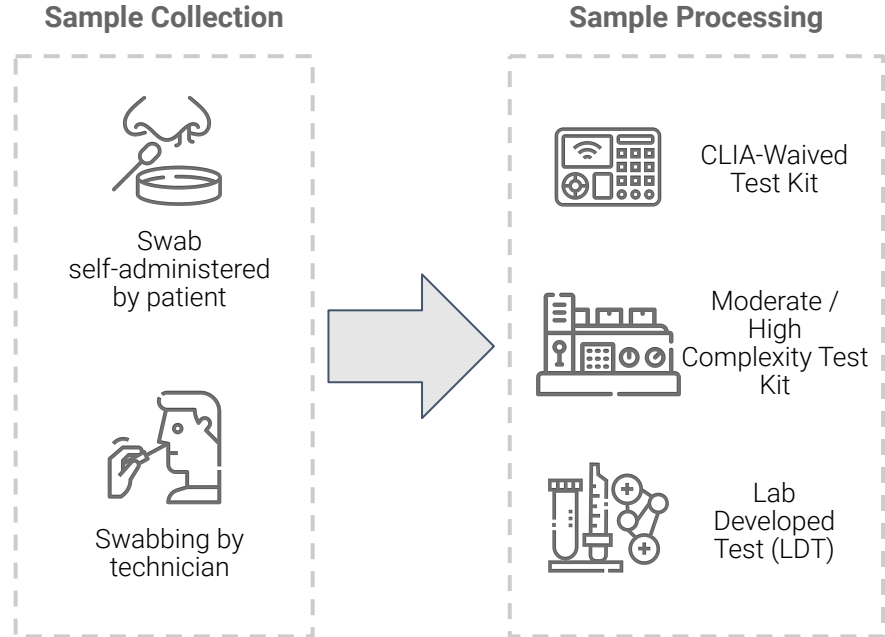 Sample Collection
Swab
self-administered
by patient
Swabbing by
technician
Sample Processing
CLIA-Waived
Test Kit
Moderate /
High
Complexity Test
Kit
Lab
Developed
Test (LDT)